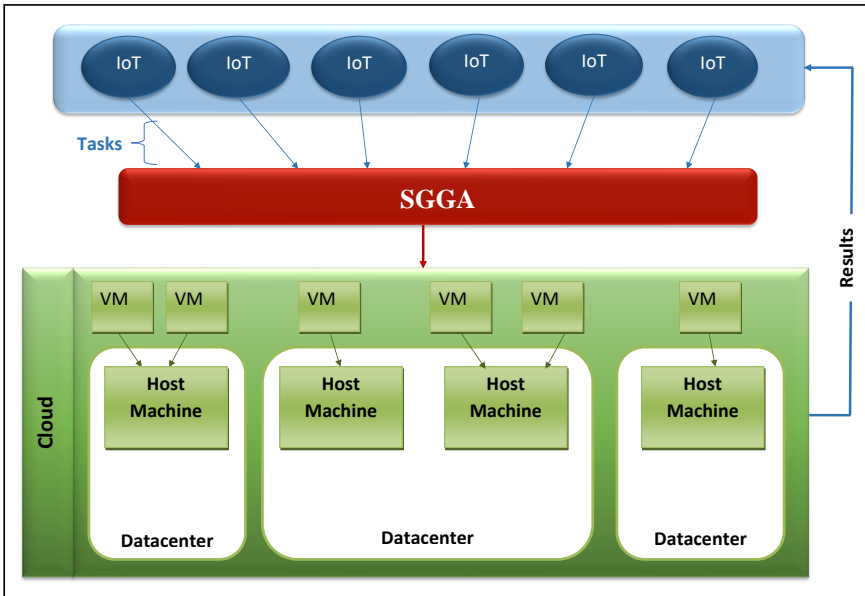 IoT IoT IoT IoT IoT IoT
Tasks
SGGA
Results
Cloud
VM VM VM VM VM VM
Host
Machine
Host
Machine
Host
Machine
Host
Machine
Datacenter Datacenter Datacenter